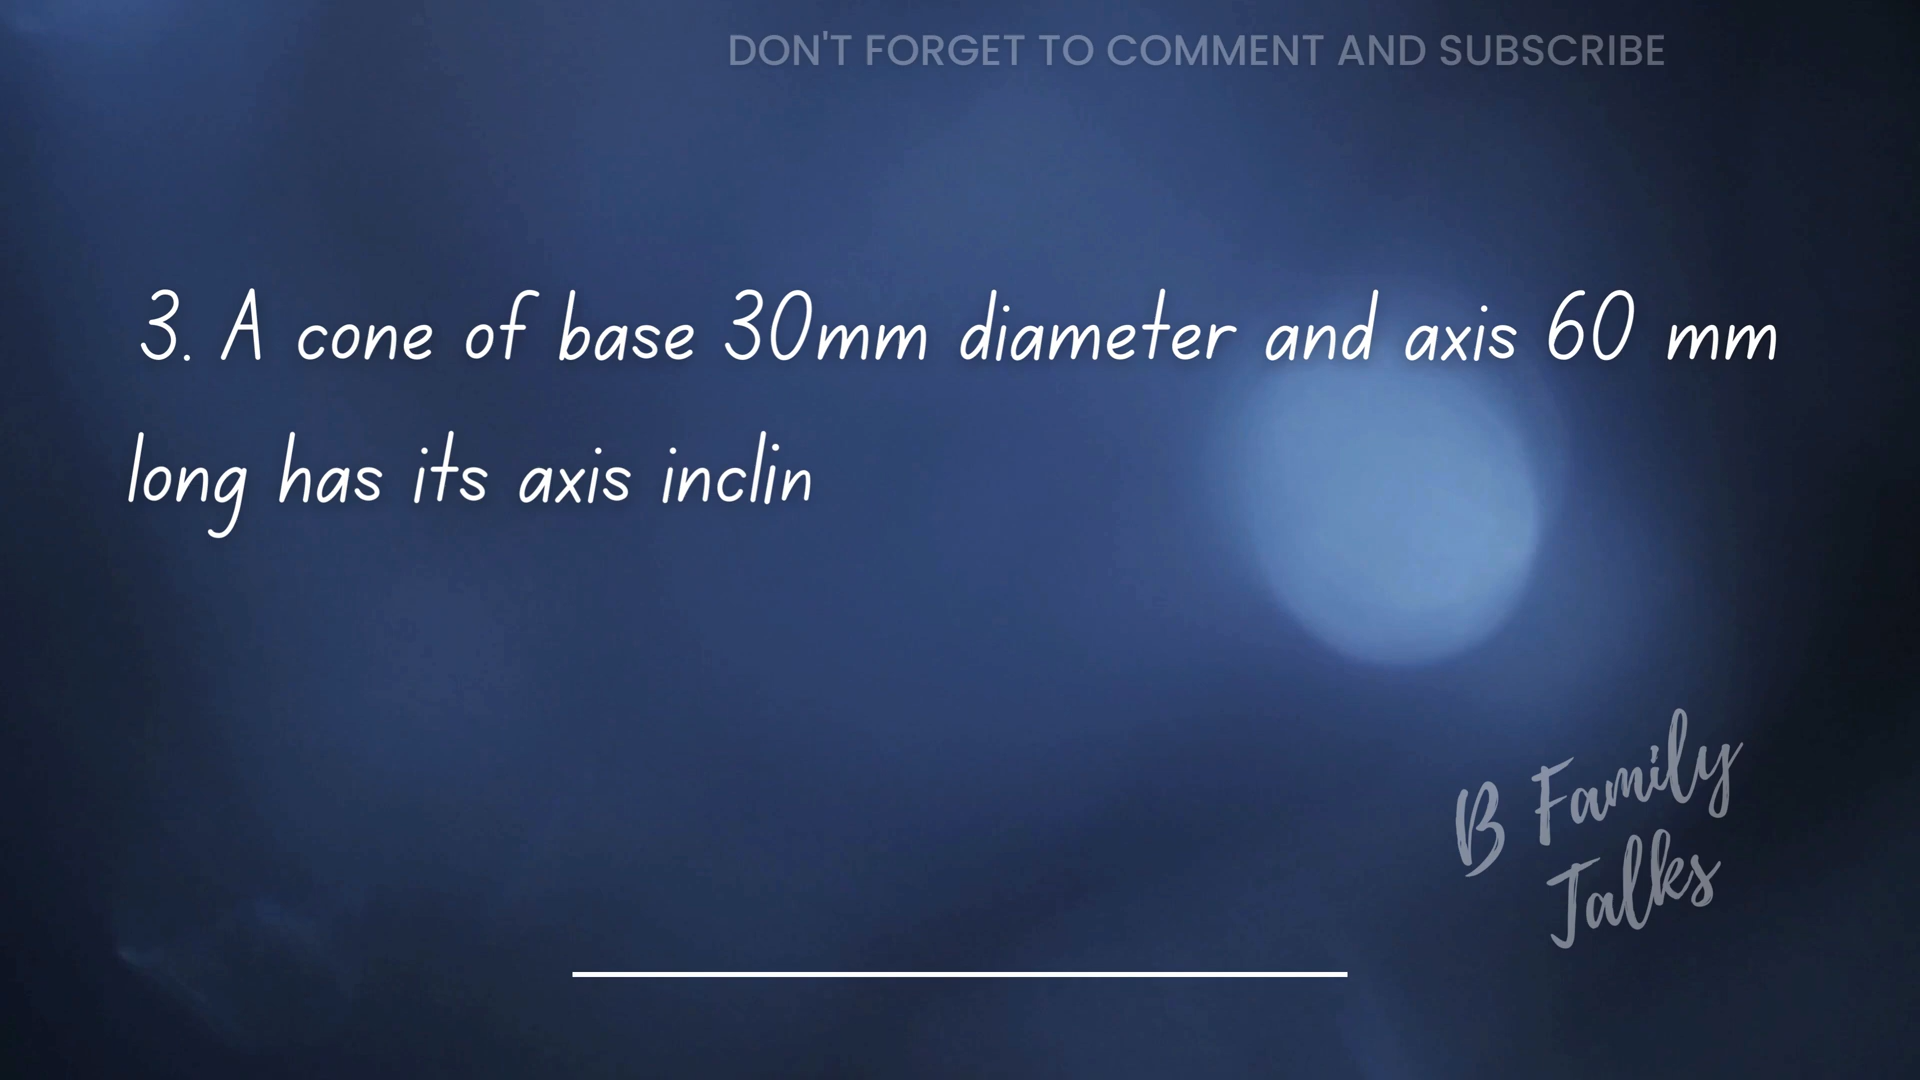 DON'T FORGET TO COMMENT AND SUBSCRIBE
3. A cone of base 30mm diameter and axis 60 mm
long has its axis inclin
B Family
Talks